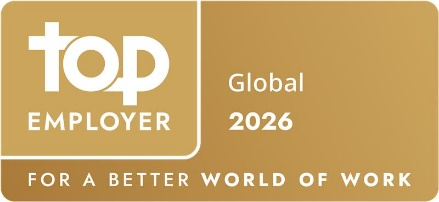 top
EMPLOYER
Global
2026
FOR A BETTER WORLD OF WORK